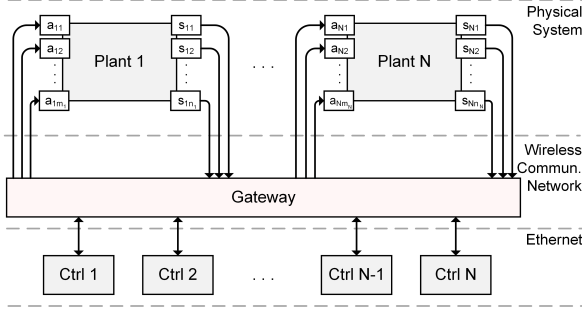 Physical
System
a11 s11 aN1 sN1
a12 s12 aN2 sN2
Plant 1 . . . Plant N
a1m1 s1n1 aNmN sNnN
Wireless
Commun.
Network
Gateway
Ethernet
Ctrl 1 Ctrl 2 . . . Ctrl N-1 Ctrl N